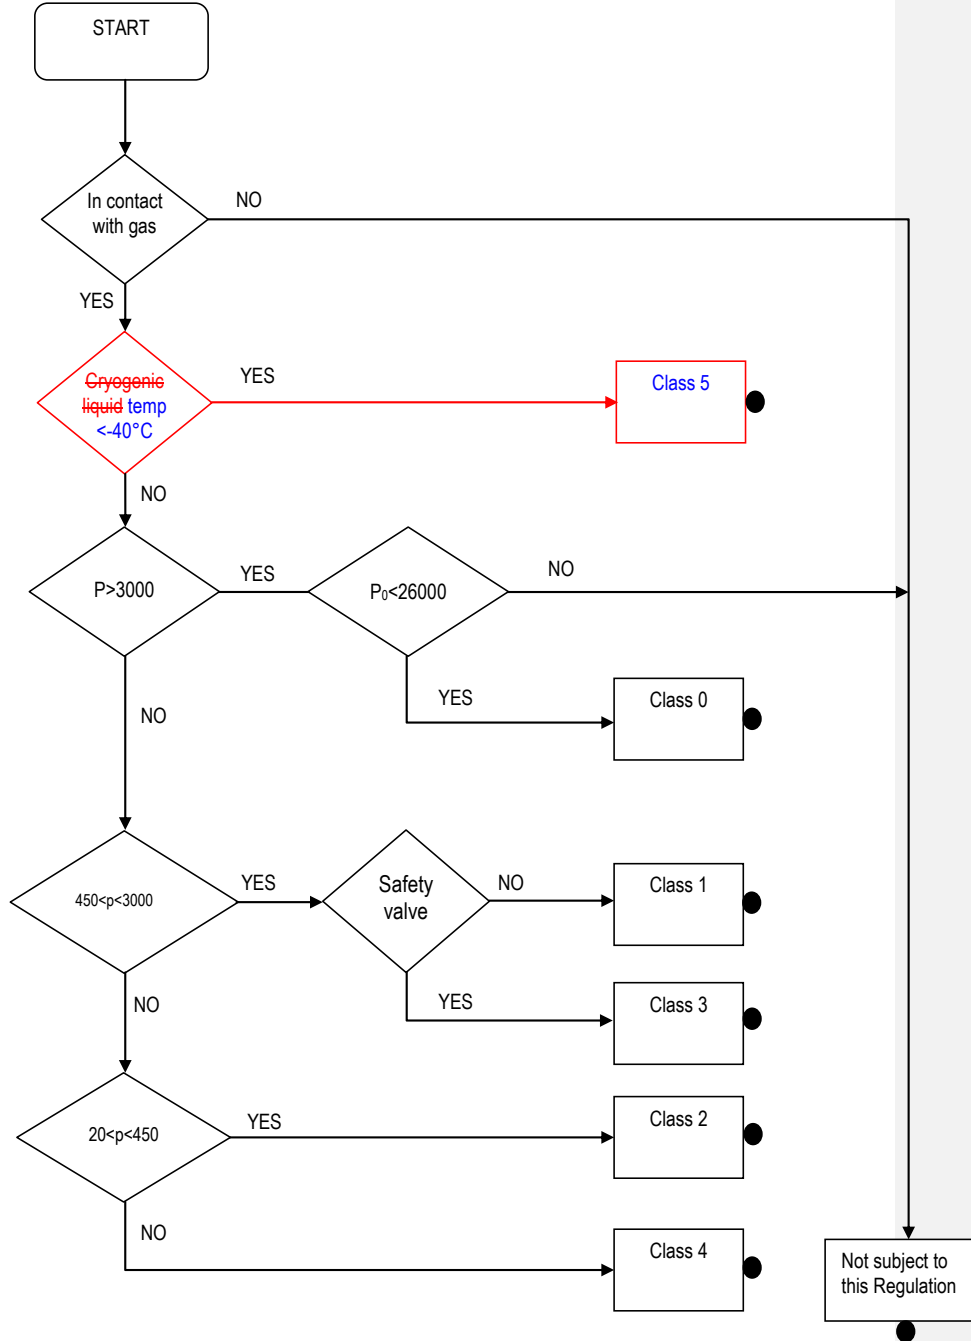 START
In contact
with gas
NO
YES
Cryogenic
liquid temp
<-40°C
YES
Class 5
NO
P>3000
YES
P₀<26000
NO
YES
Class 0
NO
450<p<3000
YES
Safety
valve
NO
Class 1
YES
Class 3
NO
20<p<450
YES
Class 2
NO
Class 4
Not subject to
this Regulation